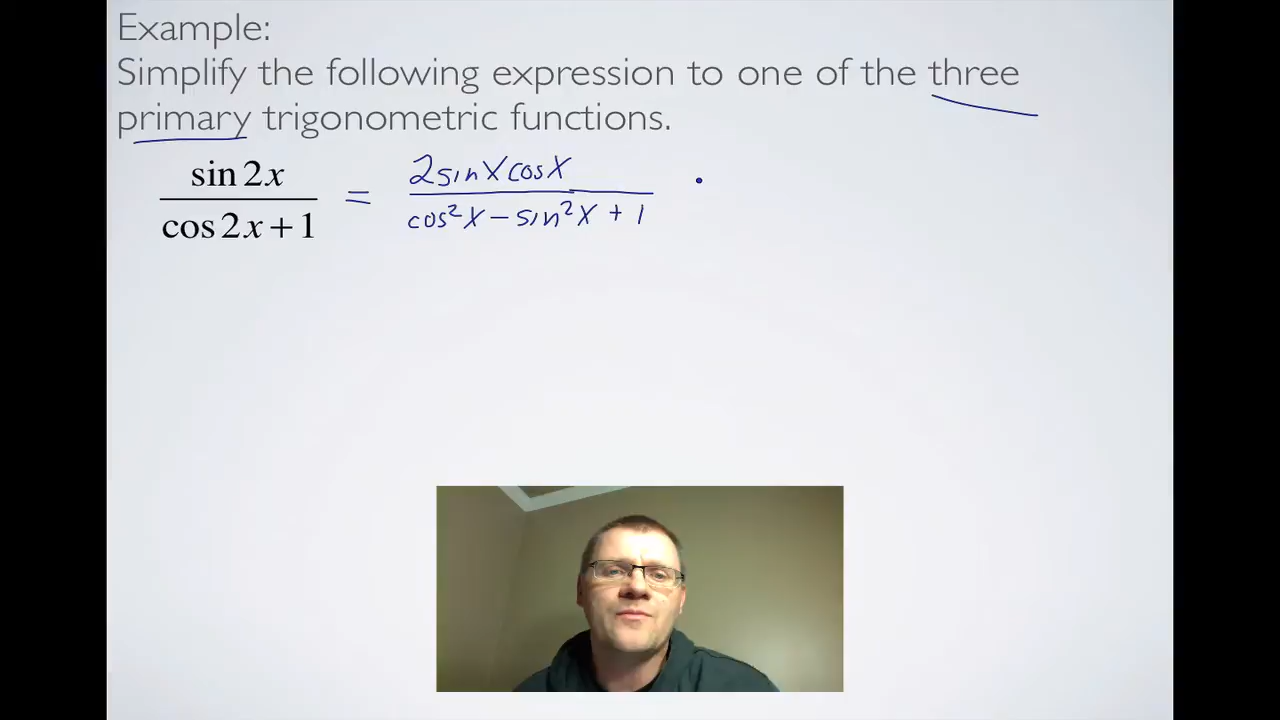 Example:
Simplify the following expression to one of the three
primary trigonometric functions.
sin 2x / cos 2x + 1 = 2sinXcosX / cos²X − sin²X + 1